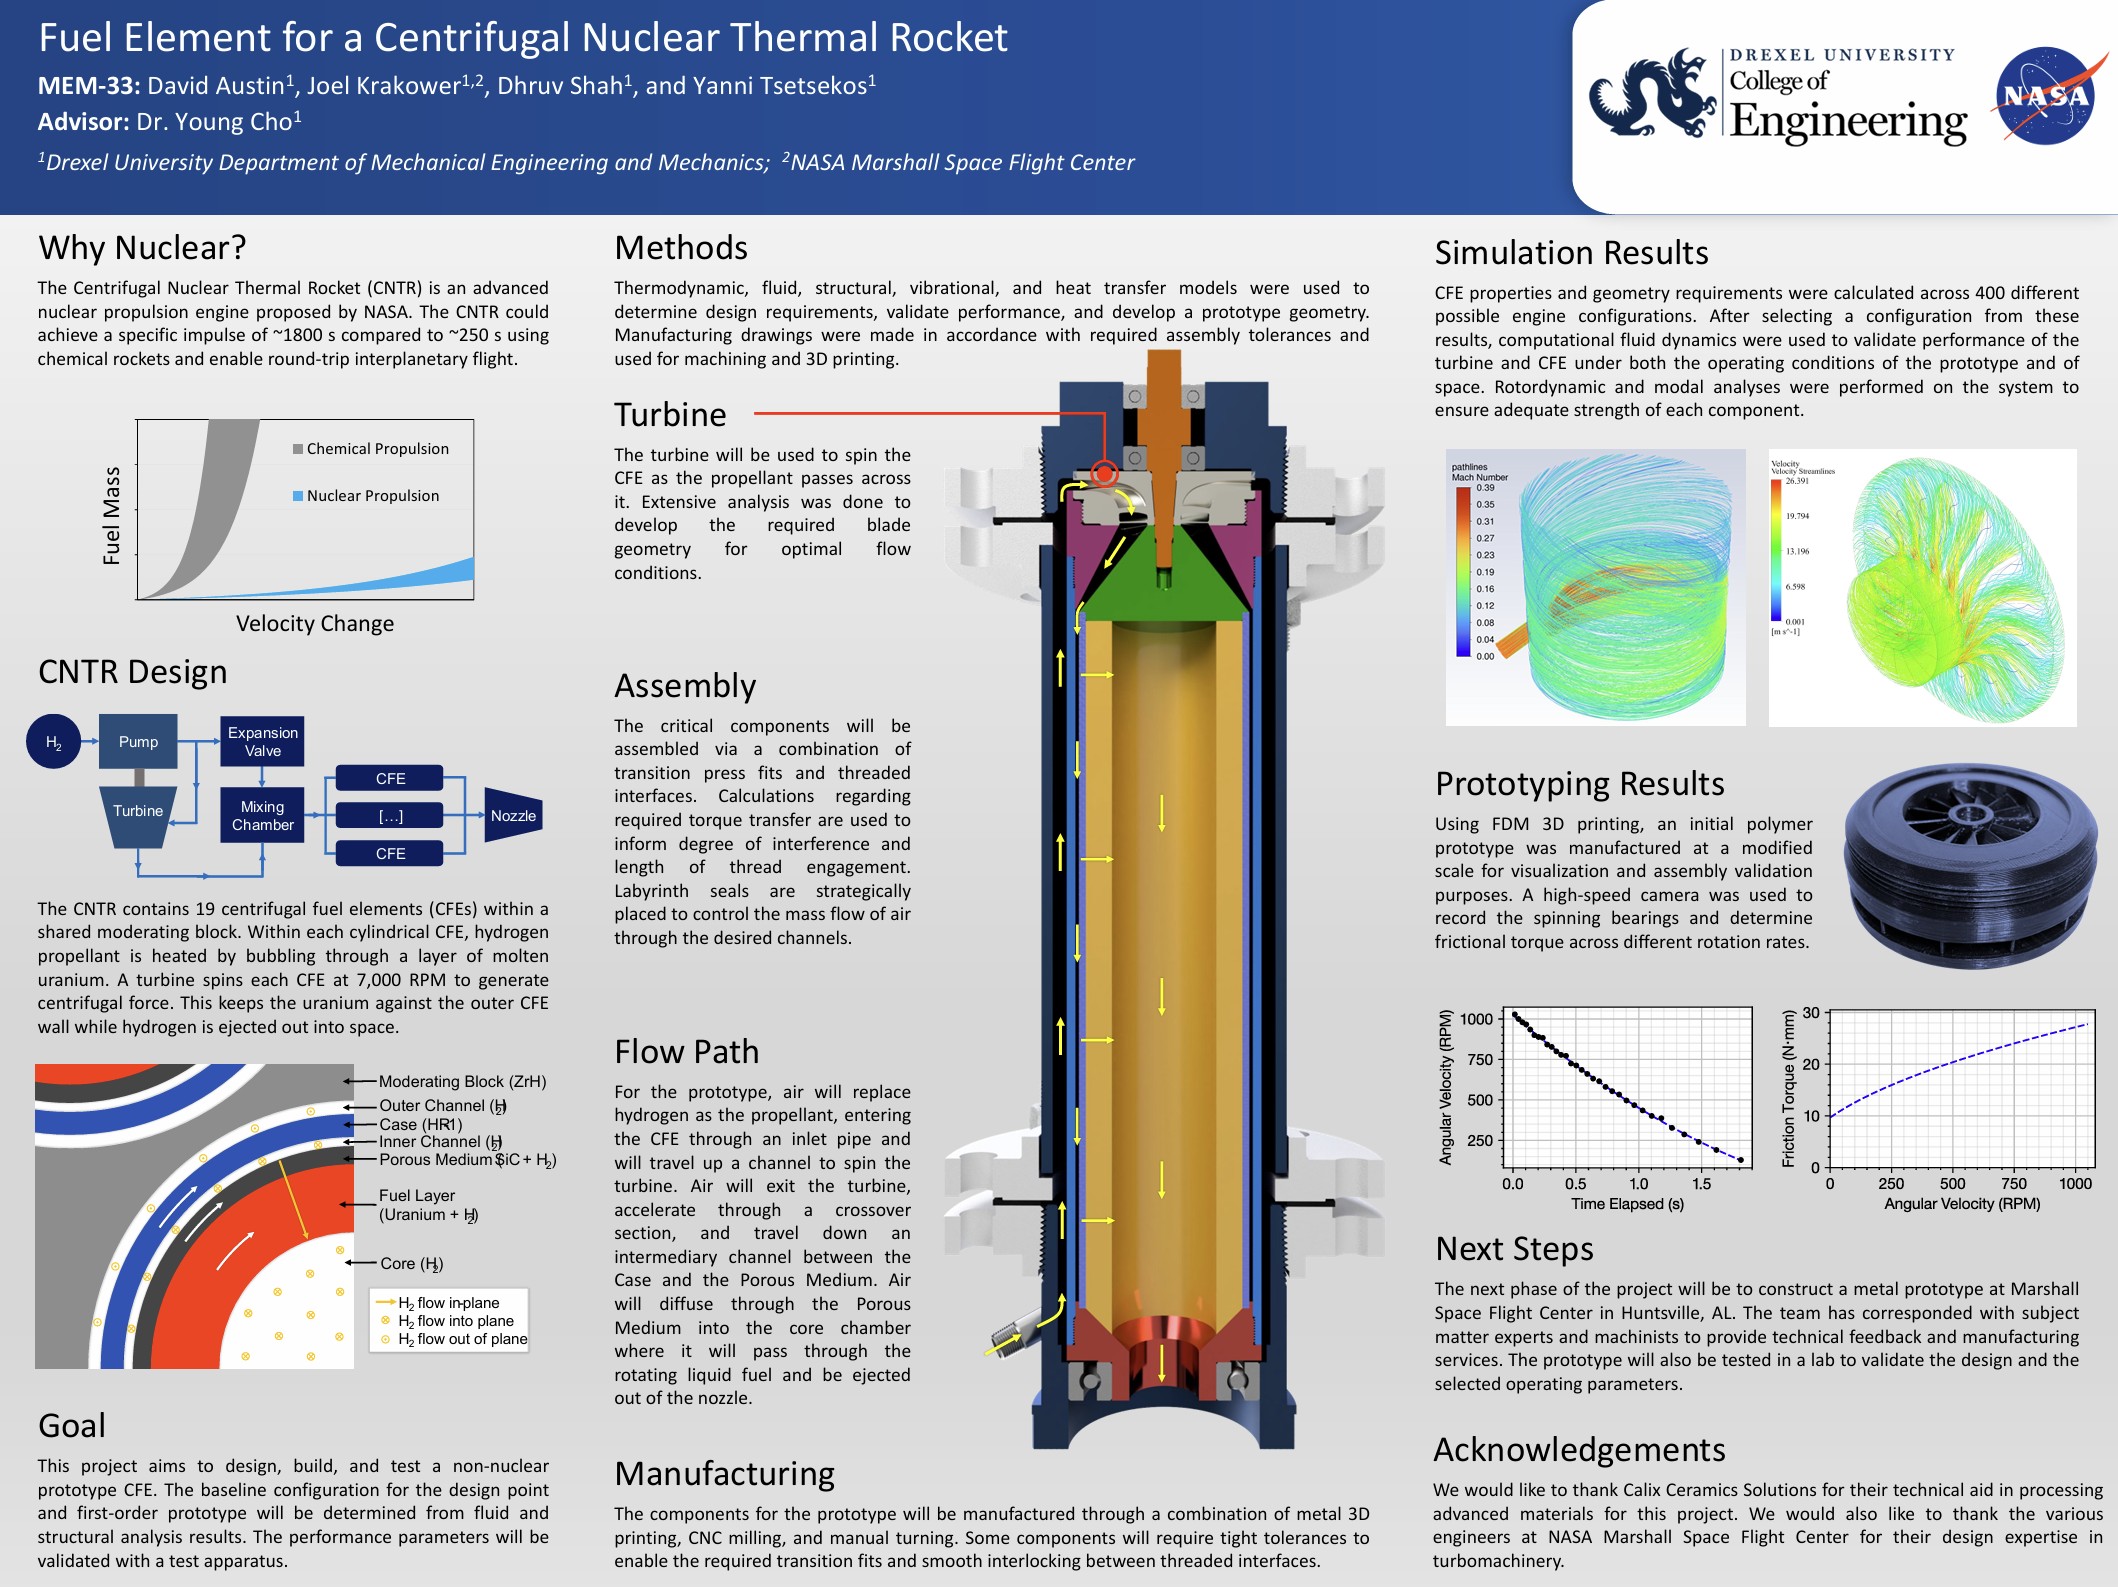 Fuel Element for a Centrifugal Nuclear Thermal Rocket
MEM-33: David Austin1, Joel Krakower1,2, Dhruv Shah1, and Yanni Tsetsekos1
Advisor: Dr. Young Cho1
1Drexel University Department of Mechanical Engineering and Mechanics; 2NASA Marshall Space Flight Center
DREXEL UNIVERSITY
College of
Engineering
NASA
Why Nuclear?
The Centrifugal Nuclear Thermal Rocket (CNTR) is an advanced
nuclear propulsion engine proposed by NASA. The CNTR could
achieve a specific impulse of ~1800 s compared to ~250 s using
chemical rockets and enable round-trip interplanetary flight.
Chemical Propulsion
Nuclear Propulsion
Fuel Mass
Velocity Change
CNTR Design
H2
Pump
Expansion
Valve
Turbine
Mixing
Chamber
CFE
[...]
CFE
Nozzle
The CNTR contains 19 centrifugal fuel elements (CFEs) within a
shared moderating block. Within each cylindrical CFE, hydrogen
propellant is heated by bubbling through a layer of molten
uranium. A turbine spins each CFE at 7,000 RPM to generate
centrifugal force. This keeps the uranium against the outer CFE
wall while hydrogen is ejected out into space.
Moderating Block (ZrH)
Outer Channel (H2)
Case (HR-1)
Inner Channel (H2)
Porous Medium (SiC + H2)
Fuel Layer
(Uranium + H2)
Core (H2)
H2 flow in-plane
H2 flow into plane
H2 flow out of plane
Goal
This project aims to design, build, and test a non-nuclear
prototype CFE. The baseline configuration for the design point
and first-order prototype will be determined from fluid and
structural analysis results. The performance parameters will be
validated with a test apparatus.
Methods
Thermodynamic, fluid, structural, vibrational, and heat transfer models were used to
determine design requirements, validate performance, and develop a prototype geometry.
Manufacturing drawings were made in accordance with required assembly tolerances and
used for machining and 3D printing.
Turbine
The turbine will be used to spin the
CFE as the propellant passes across
it. Extensive analysis was done to
develop the required blade
geometry for optimal flow
conditions.
Assembly
The critical components will be
assembled via a combination of
transition press fits and threaded
interfaces. Calculations regarding
required torque transfer are used to
inform degree of interference and
length of thread engagement.
Labyrinth seals are strategically
placed to control the mass flow of air
through the desired channels.
Flow Path
For the prototype, air will replace
hydrogen as the propellant, entering
the CFE through an inlet pipe and
will travel up a channel to spin the
turbine. Air will exit the turbine,
accelerate through a crossover
section, and travel down an
intermediary channel between the
Case and the Porous Medium. Air
will diffuse through the Porous
Medium into the core chamber
where it will pass through the
rotating liquid fuel and be ejected
out of the nozzle.
Manufacturing
The components for the prototype will be manufactured through a combination of metal 3D
printing, CNC milling, and manual turning. Some components will require tight tolerances to
enable the required transition fits and smooth interlocking between threaded interfaces.
Simulation Results
CFE properties and geometry requirements were calculated across 400 different
possible engine configurations. After selecting a configuration from these
results, computational fluid dynamics were used to validate performance of the
turbine and CFE under both the operating conditions of the prototype and of
space. Rotordynamic and modal analyses were performed on the system to
ensure adequate strength of each component.
pathlines
Mach Number
0.39
0.35
0.31
0.27
0.23
0.19
0.16
0.12
0.08
0.04
0.00
Velocity
Velocity Streamlines
26.391
19.794
13.196
6.598
0.001
[m s^-1]
Prototyping Results
Using FDM 3D printing, an initial polymer
prototype was manufactured at a modified
scale for visualization and assembly validation
purposes. A high-speed camera was used to
record the spinning bearings and determine
frictional torque across different rotation rates.
Angular Velocity (RPM)
1000
750
500
250
0.0 0.5 1.0 1.5
Time Elapsed (s)
Friction Torque (N·mm)
30
20
10
0
0 250 500 750 1000
Angular Velocity (RPM)
Next Steps
The next phase of the project will be to construct a metal prototype at Marshall
Space Flight Center in Huntsville, AL. The team has corresponded with subject
matter experts and machinists to provide technical feedback and manufacturing
services. The prototype will also be tested in a lab to validate the design and the
selected operating parameters.
Acknowledgements
We would like to thank Calix Ceramics Solutions for their technical aid in processing
advanced materials for this project. We would also like to thank the various
engineers at NASA Marshall Space Flight Center for their design expertise in
turbomachinery.